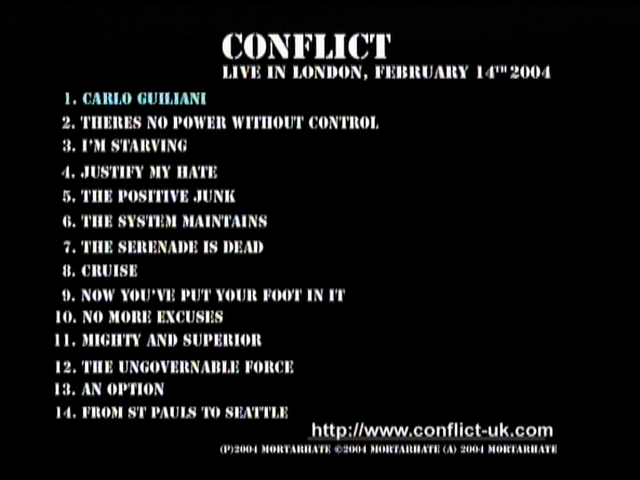 CONFLICT
LIVE IN LONDON, FEBRUARY 14TH 2004
1. CARLO GUILIANI
2. THERES NO POWER WITHOUT CONTROL
3. I'M STARVING
4. JUSTIFY MY HATE
5. THE POSITIVE JUNK
6. THE SYSTEM MAINTAINS
7. THE SERENADE IS DEAD
8. CRUISE
9. NOW YOU'VE PUT YOUR FOOT IN IT
10. NO MORE EXCUSES
11. MIGHTY AND SUPERIOR
12. THE UNGOVERNABLE FORCE
13. AN OPTION
14. FROM ST PAULS TO SEATTLE
http://www.conflict-uk.com
(P)2004 MORTARHATE ©2004 MORTARHATE (A) 2004 MORTARHATE